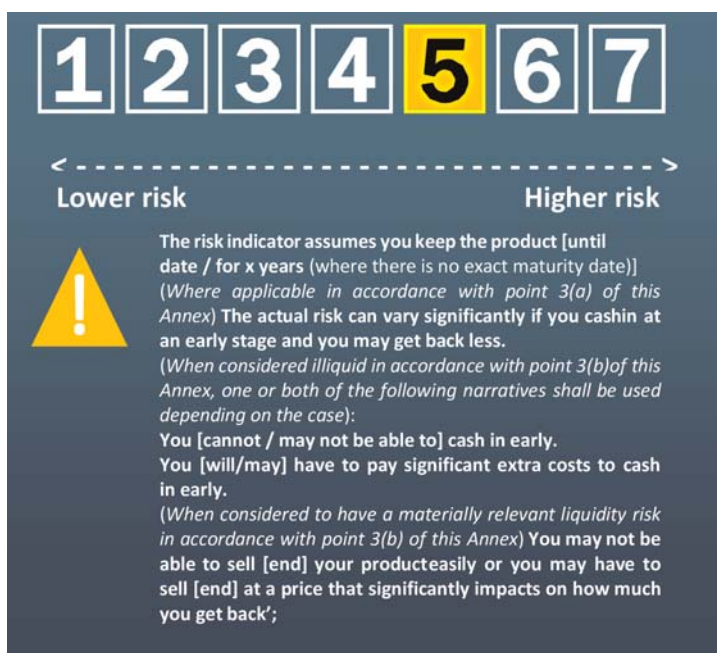 1 2 3 4 5 6 7
< - - - - - - - - - - - - - - - - - - - - - - - - - - - - - - - - - >
Lower risk Higher risk
!
The risk indicator assumes you keep the product [until
date / for x years (where there is no exact maturity date)]
(Where applicable in accordance with point 3(a) of this
Annex) The actual risk can vary significantly if you cashin at
an early stage and you may get back less.
(When considered illiquid in accordance with point 3(b)of this
Annex, one or both of the following narratives shall be used
depending on the case):
You [cannot / may not be able to] cash in early.
You [will/may] have to pay significant extra costs to cash
in early.
(When considered to have a materially relevant liquidity risk
in accordance with point 3(b) of this Annex) You may not be
able to sell [end] your producteasily or you may have to
sell [end] at a price that significantly impacts on how much
you get back’;